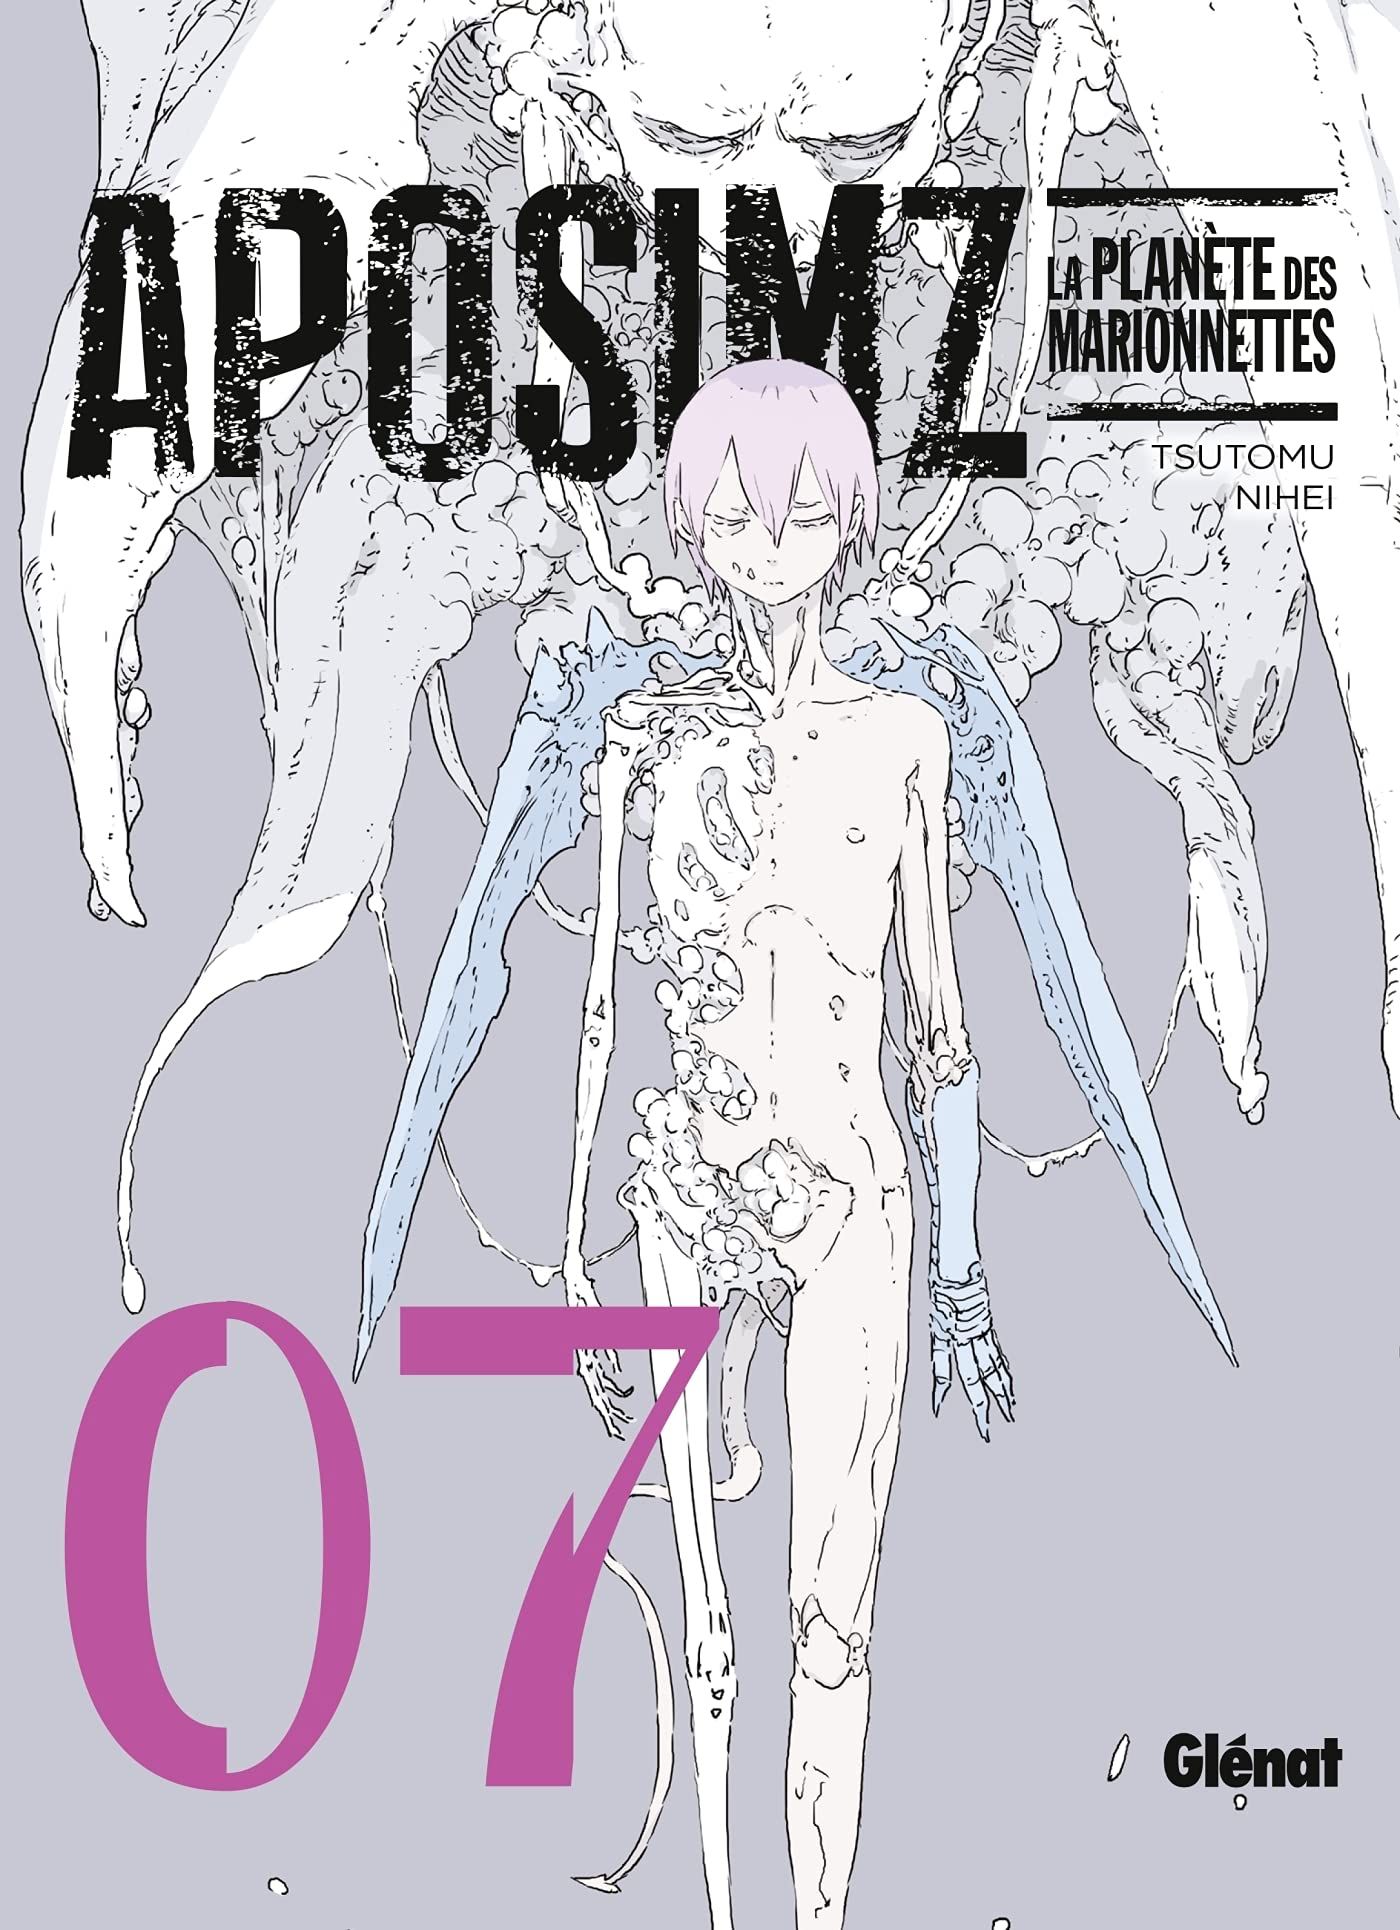 APOSIMZ
LA PLANÈTE DES
MARIONNETTES
TSUTOMU
NIHEI
07
Glénat